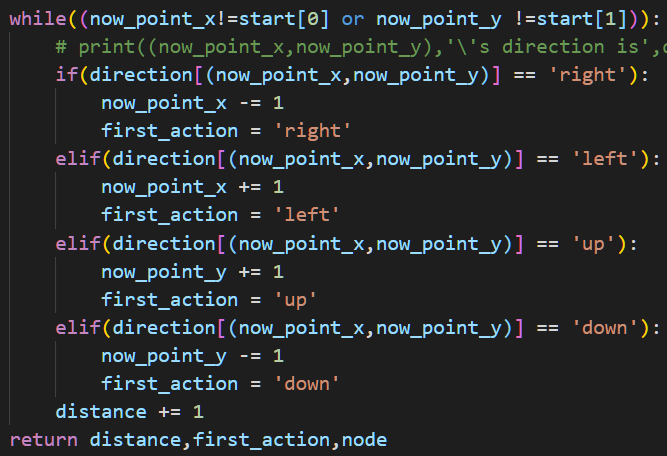 while((now_point_x!=start[0] or now_point_y !=start[1])):
    # print((now_point_x,now_point_y),'\'s direction is',
    if(direction[(now_point_x,now_point_y)] == 'right'):
        now_point_x -= 1
        first_action = 'right'
    elif(direction[(now_point_x,now_point_y)] == 'left'):
        now_point_x += 1
        first_action = 'left'
    elif(direction[(now_point_x,now_point_y)] == 'up'):
        now_point_y += 1
        first_action = 'up'
    elif(direction[(now_point_x,now_point_y)] == 'down'):
        now_point_y -= 1
        first_action = 'down'
    distance += 1
return distance,first_action,node